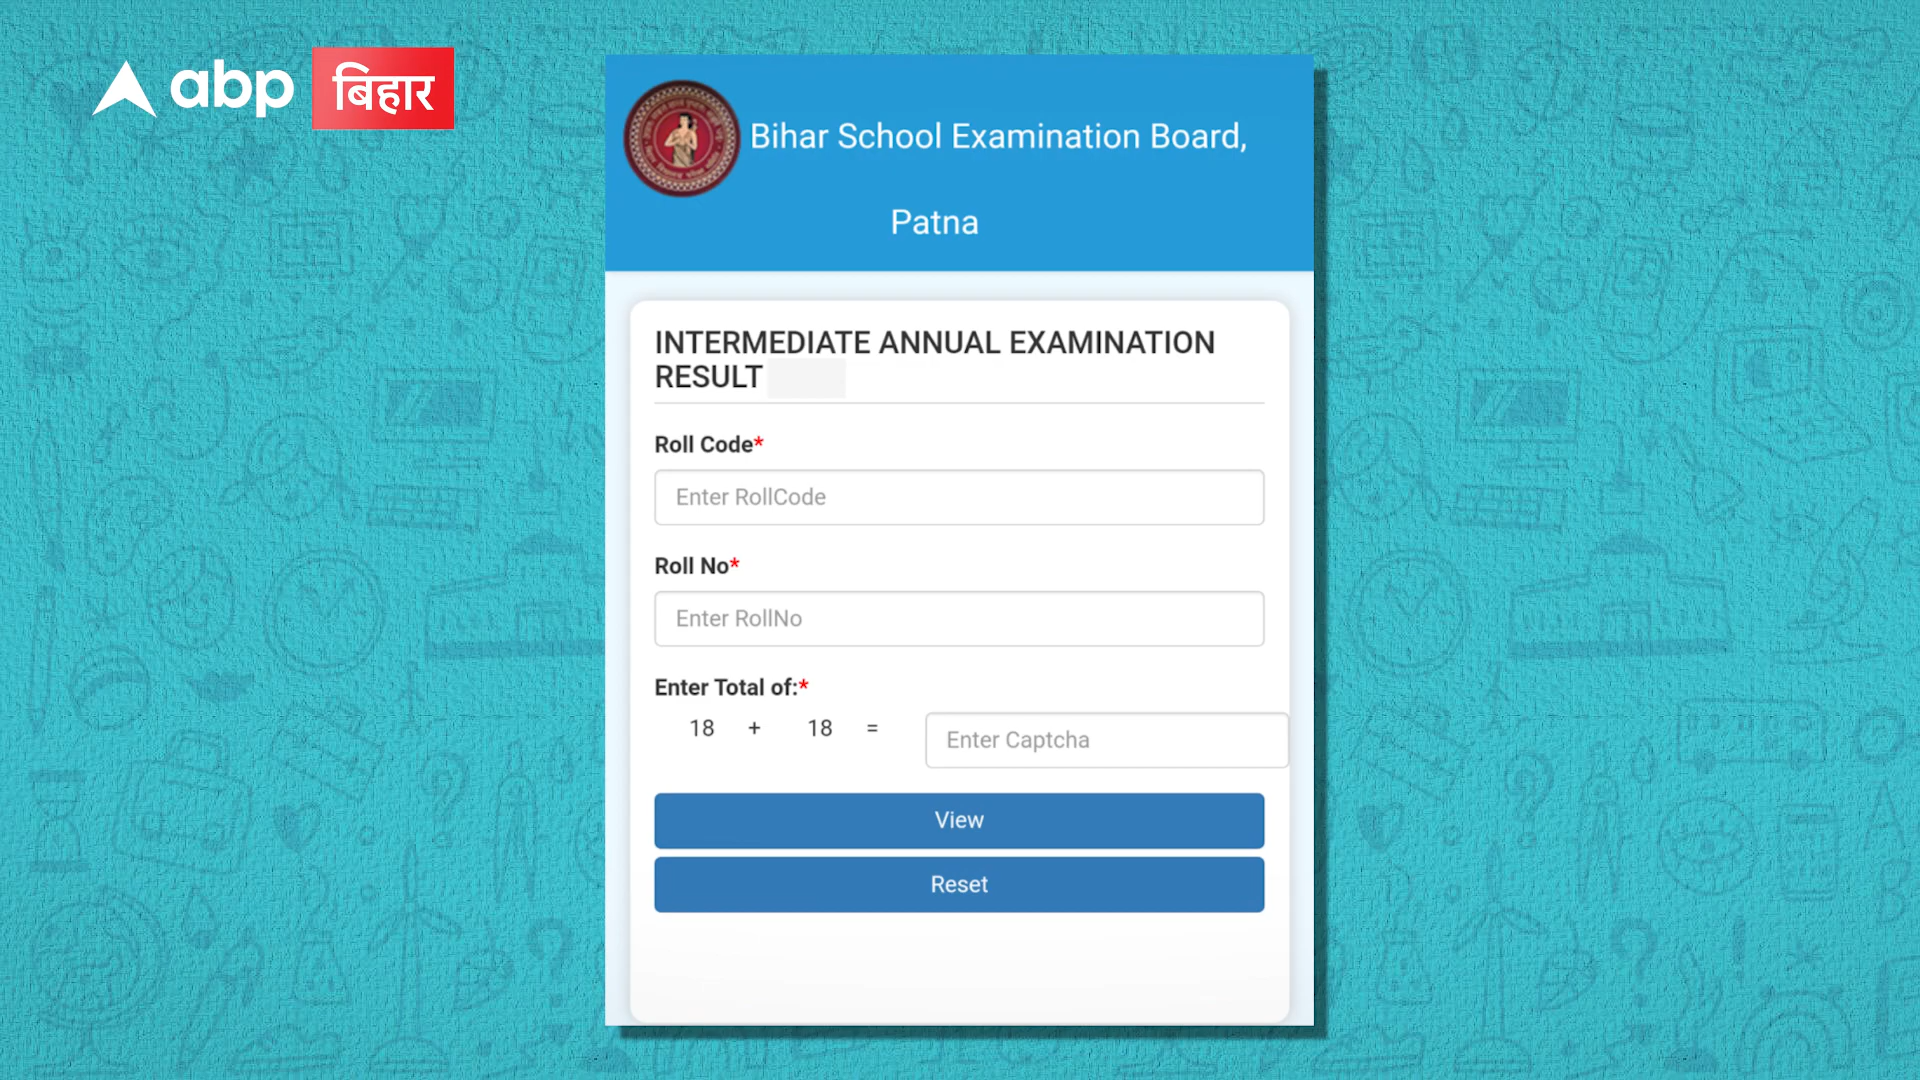 abp बिहार
Bihar School Examination Board,
Patna
INTERMEDIATE ANNUAL EXAMINATION
RESULT
Roll Code*
Enter RollCode
Roll No*
Enter RollNo
Enter Total of:*
18 + 18 =
Enter Captcha
View
Reset